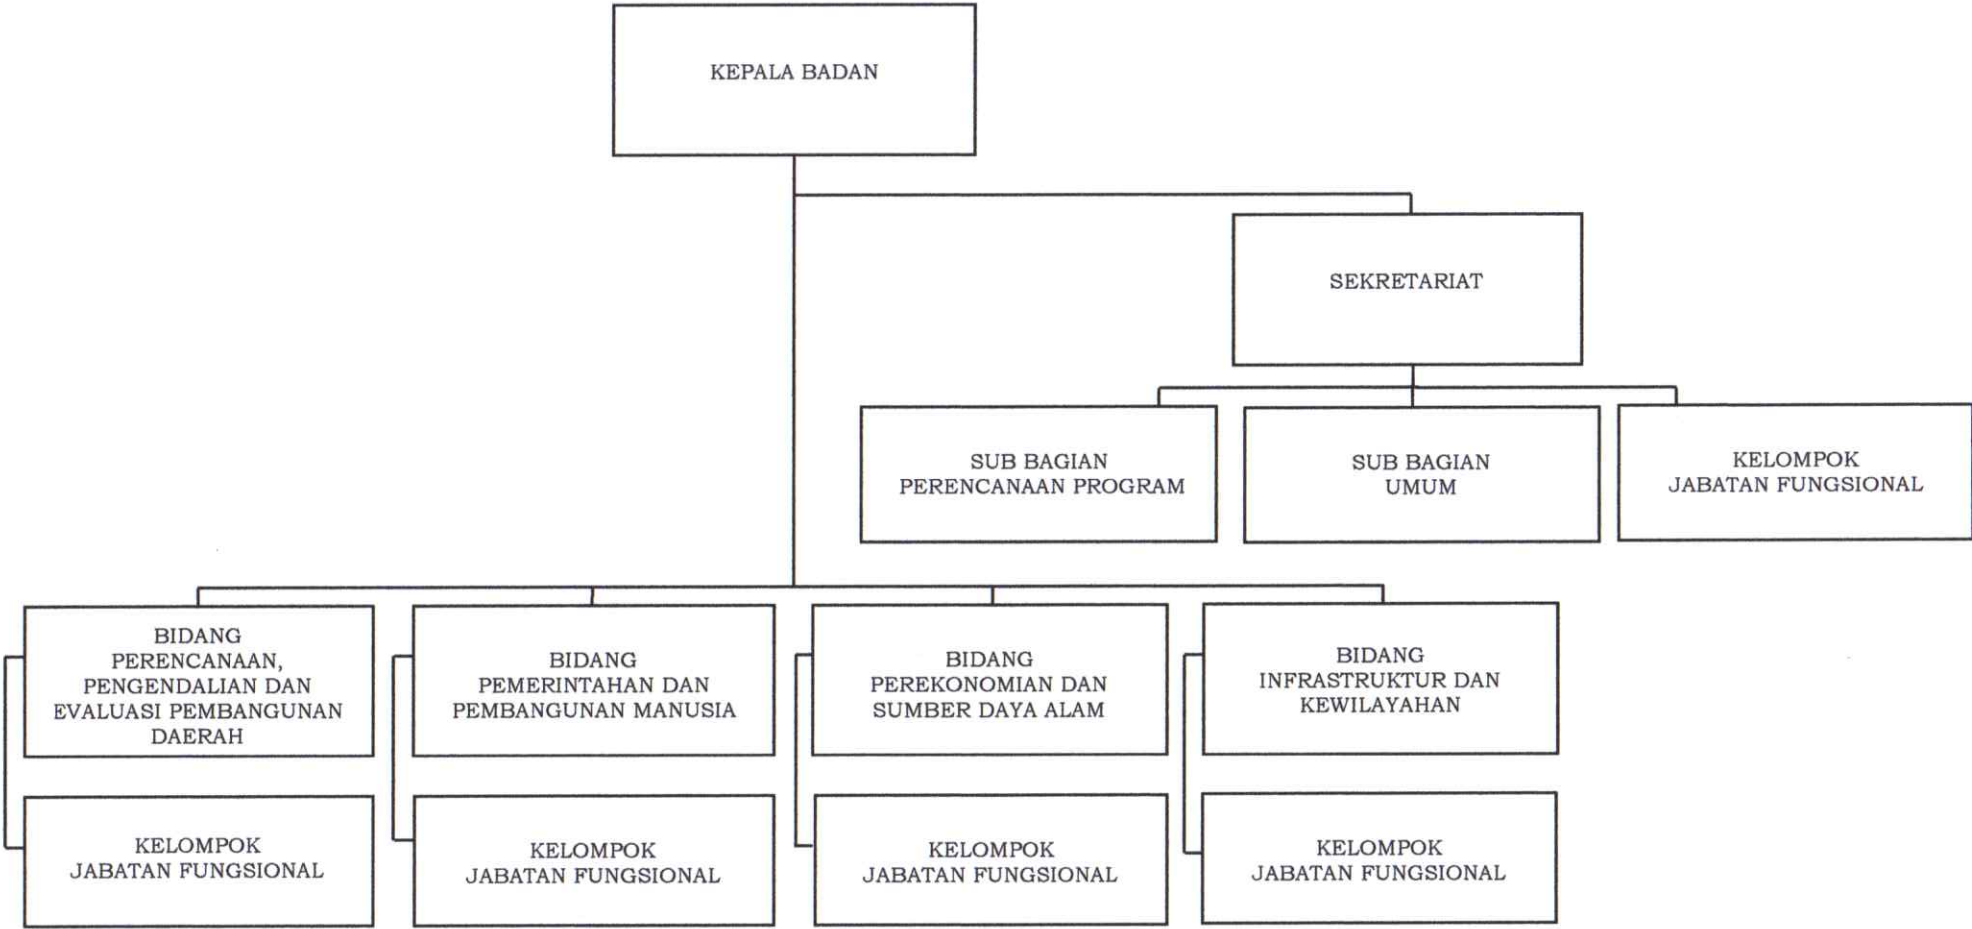 KEPALA BADAN
SEKRETARIAT
SUB BAGIAN
PERENCANAAN PROGRAM
SUB BAGIAN
UMUM
KELOMPOK
JABATAN FUNGSIONAL
BIDANG
PERENCANAAN,
PENGENDALIAN DAN
EVALUASI PEMBANGUNAN
DAERAH
BIDANG
PEMERINTAHAN DAN
PEMBANGUNAN MANUSIA
BIDANG
PEREKONOMIAN DAN
SUMBER DAYA ALAM
BIDANG
INFRASTRUKTUR DAN
KEWILAYAHAN
KELOMPOK
JABATAN FUNGSIONAL
KELOMPOK
JABATAN FUNGSIONAL
KELOMPOK
JABATAN FUNGSIONAL
KELOMPOK
JABATAN FUNGSIONAL